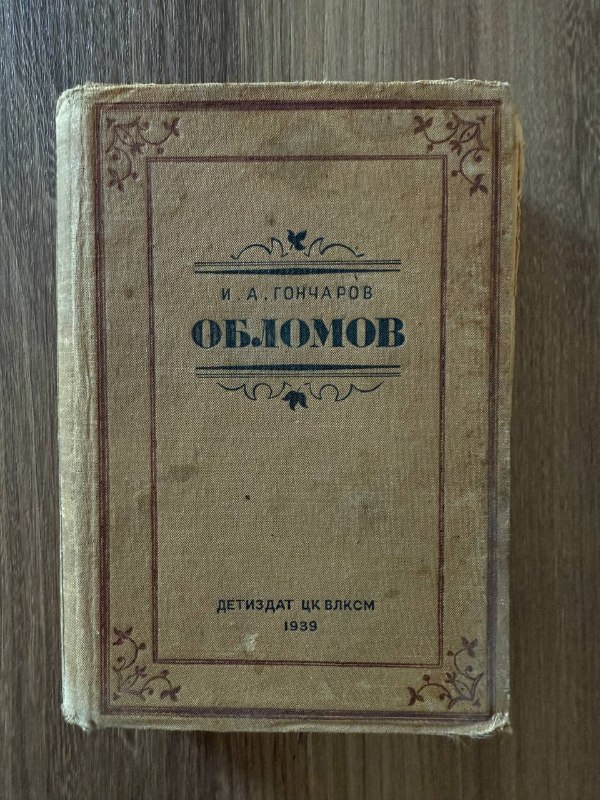 И. А. ГОНЧАРОВ
ОБЛОМОВ
ДЕТИЗДАТ ЦК ВЛКСМ
1939